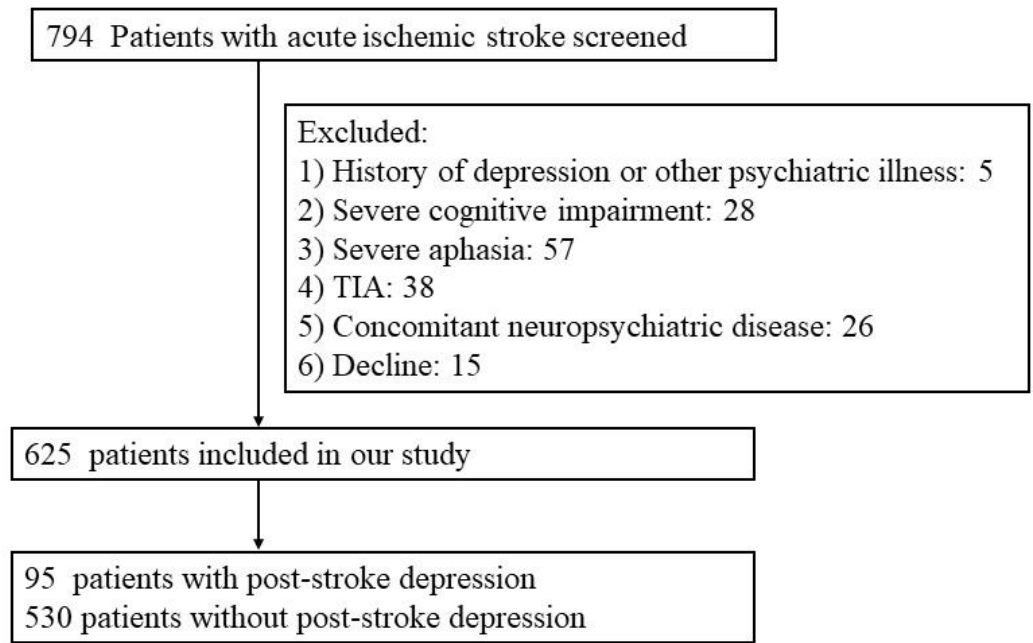 794 Patients with acute ischemic stroke screened
Excluded:
1) History of depression or other psychiatric illness: 5
2) Severe cognitive impairment: 28
3) Severe aphasia: 57
4) TIA: 38
5) Concomitant neuropsychiatric disease: 26
6) Decline: 15
625 patients included in our study
95 patients with post-stroke depression
530 patients without post-stroke depression